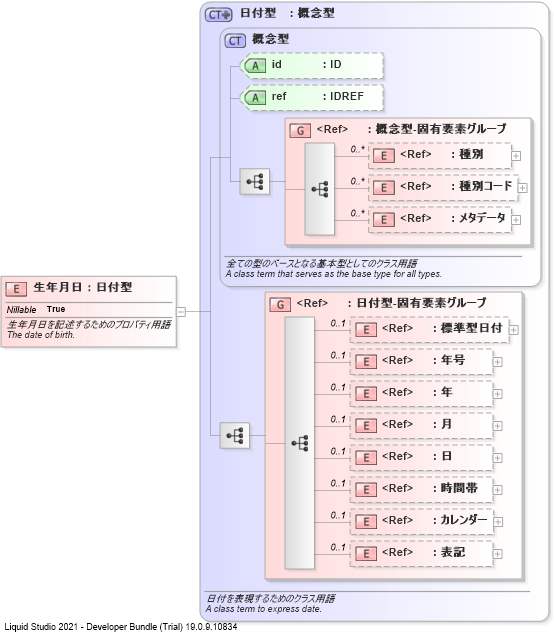 CT 日付型 : 概念型
CT 概念型
A id : ID
A ref : IDREF
G <Ref> : 概念型-固有要素グループ
0..* E <Ref> : 種別
0..* E <Ref> : 種別コード
0..* E <Ref> : メタデータ
全ての型のベースとなる基本型としてのクラス用語
A class term that serves as the base type for all types.
E 生年月日 : 日付型
Nillable True
生年月日を記述するためのプロパティ用語
The date of birth.
G <Ref> : 日付型-固有要素グループ
0..1 E <Ref> : 標準型日付
0..1 E <Ref> : 年号
0..1 E <Ref> : 年
0..1 E <Ref> : 月
0..1 E <Ref> : 日
0..1 E <Ref> : 時間帯
0..1 E <Ref> : カレンダー
0..1 E <Ref> : 表記
日付を表現するためのクラス用語
A class term to express date.
Liquid Studio 2021 - Developer Bundle (Trial) 19.0.9.10834